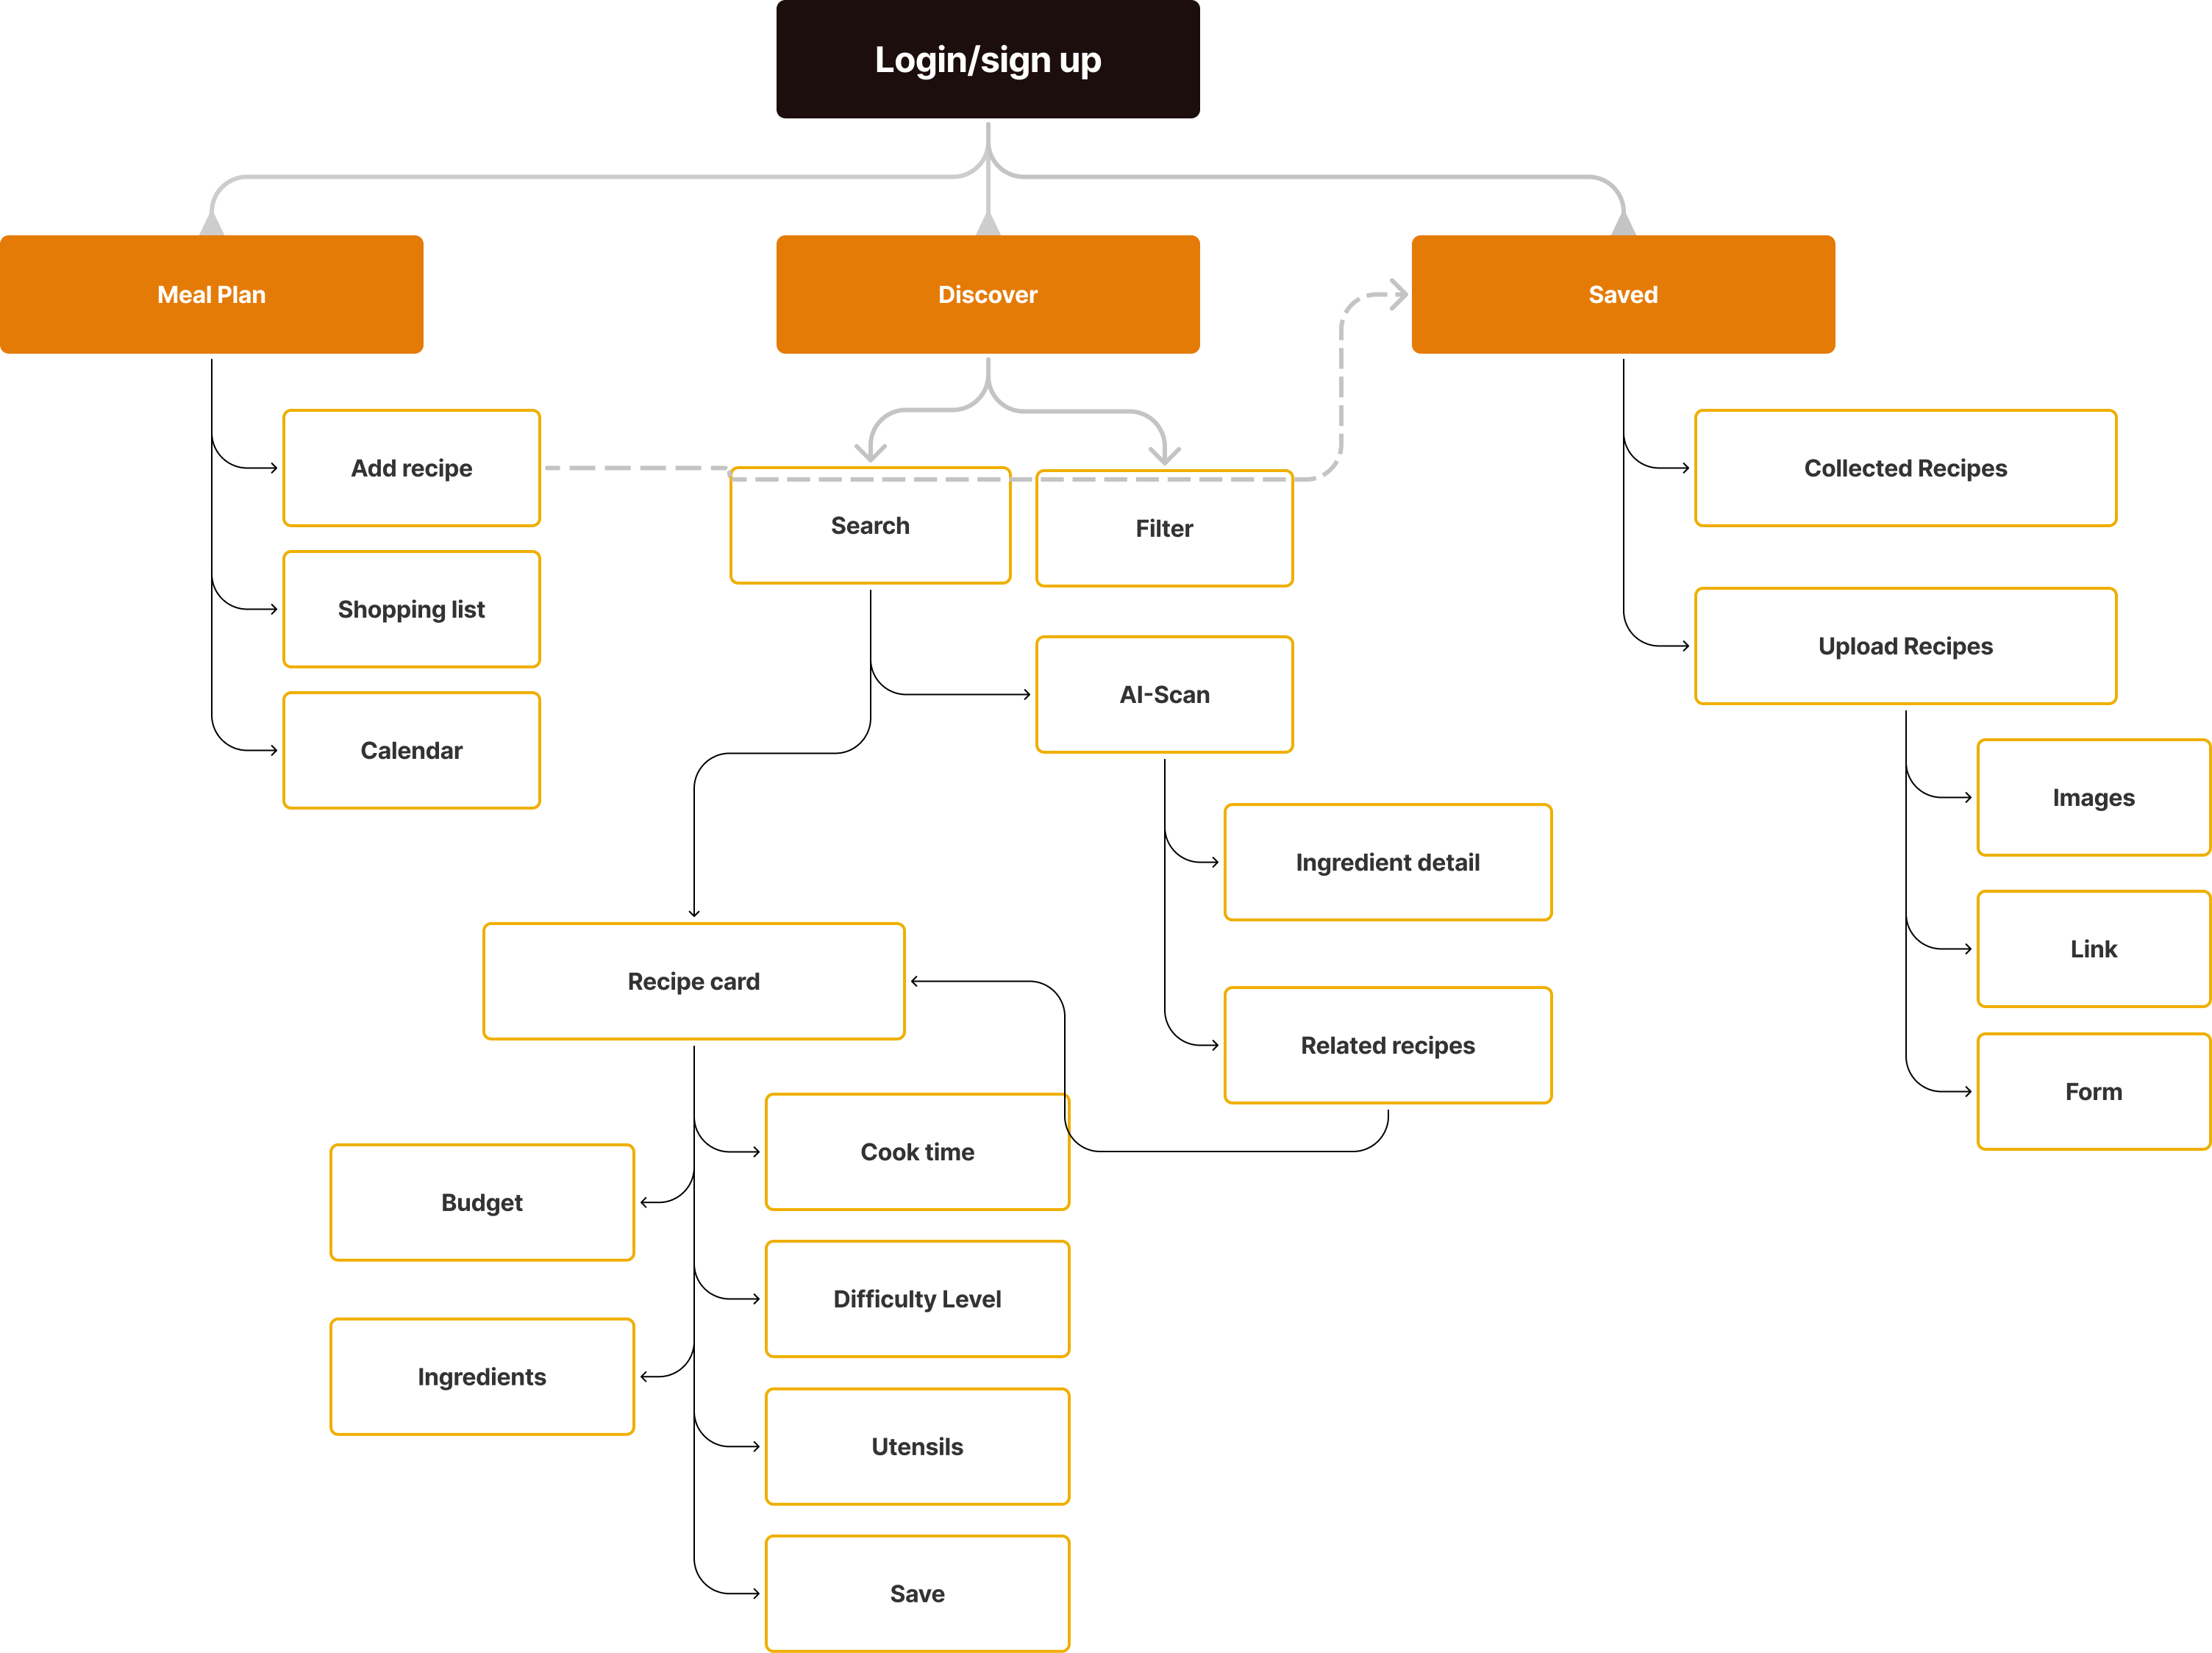 Login/sign up
Meal Plan
Discover
Saved
Add recipe
Search
Filter
Collected Recipes
Shopping list
Upload Recipes
AI-Scan
Calendar
Images
Ingredient detail
Link
Recipe card
Related recipes
Form
Cook time
Budget
Difficulty Level
Ingredients
Utensils
Save